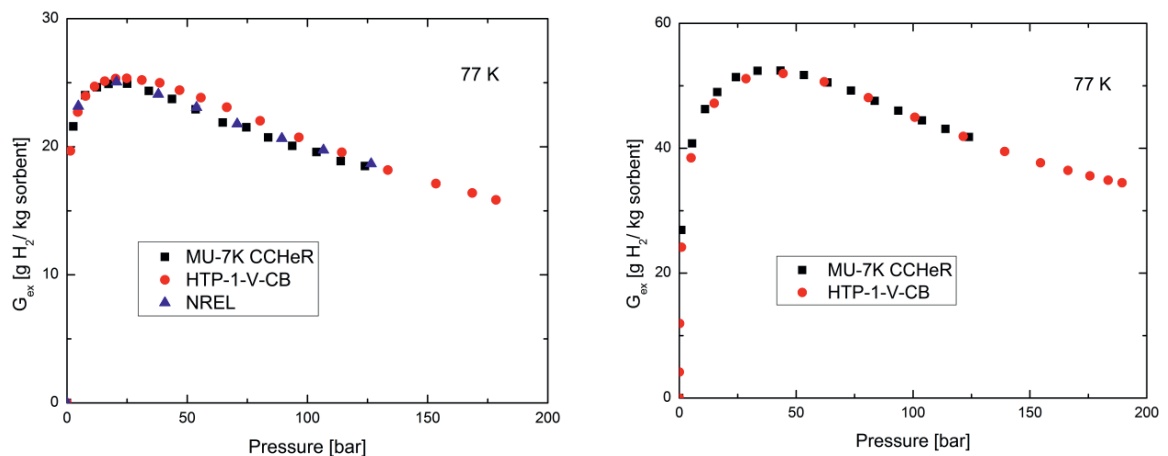 30
20
10
0
G_ex [g H_2/ kg sorbent]
77 K
MU-7K CCHeR
HTP-1-V-CB
NREL
0 50 100 150 200
Pressure [bar]
60
40
20
0
G_ex [g H_2/ kg sorbent]
77 K
MU-7K CCHeR
HTP-1-V-CB
0 50 100 150 200
Pressure [bar]